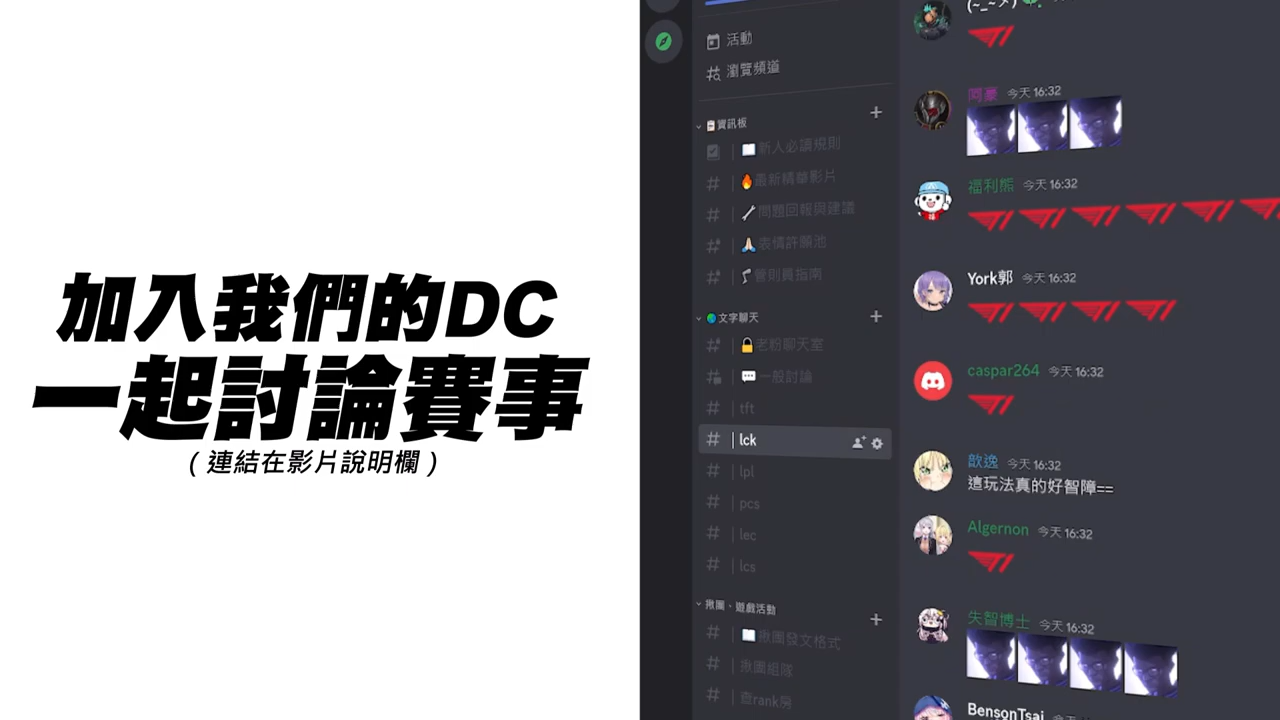 加入我們的DC
一起討論賽事
(連結在影片說明欄)
活動
瀏覽頻道
資訊板
新人必讀規則
最新精華影片
問題回報與建議
表情許願池
管則員指南
文字聊天
老粉聊天室
一般討論
tft
lck
lpl
pcs
lec
lcs
揪團、遊戲活動
揪團發文格式
揪團組隊
(~_~メ)
阿豪 今天 16:32
福利熊 今天 16:32
York郭 今天 16:32
caspar264 今天 16:32
歆逸 今天 16:32
這玩法真的好智障==
Algernon 今天 16:32
失智博士 今天 16:32
BensonTsai